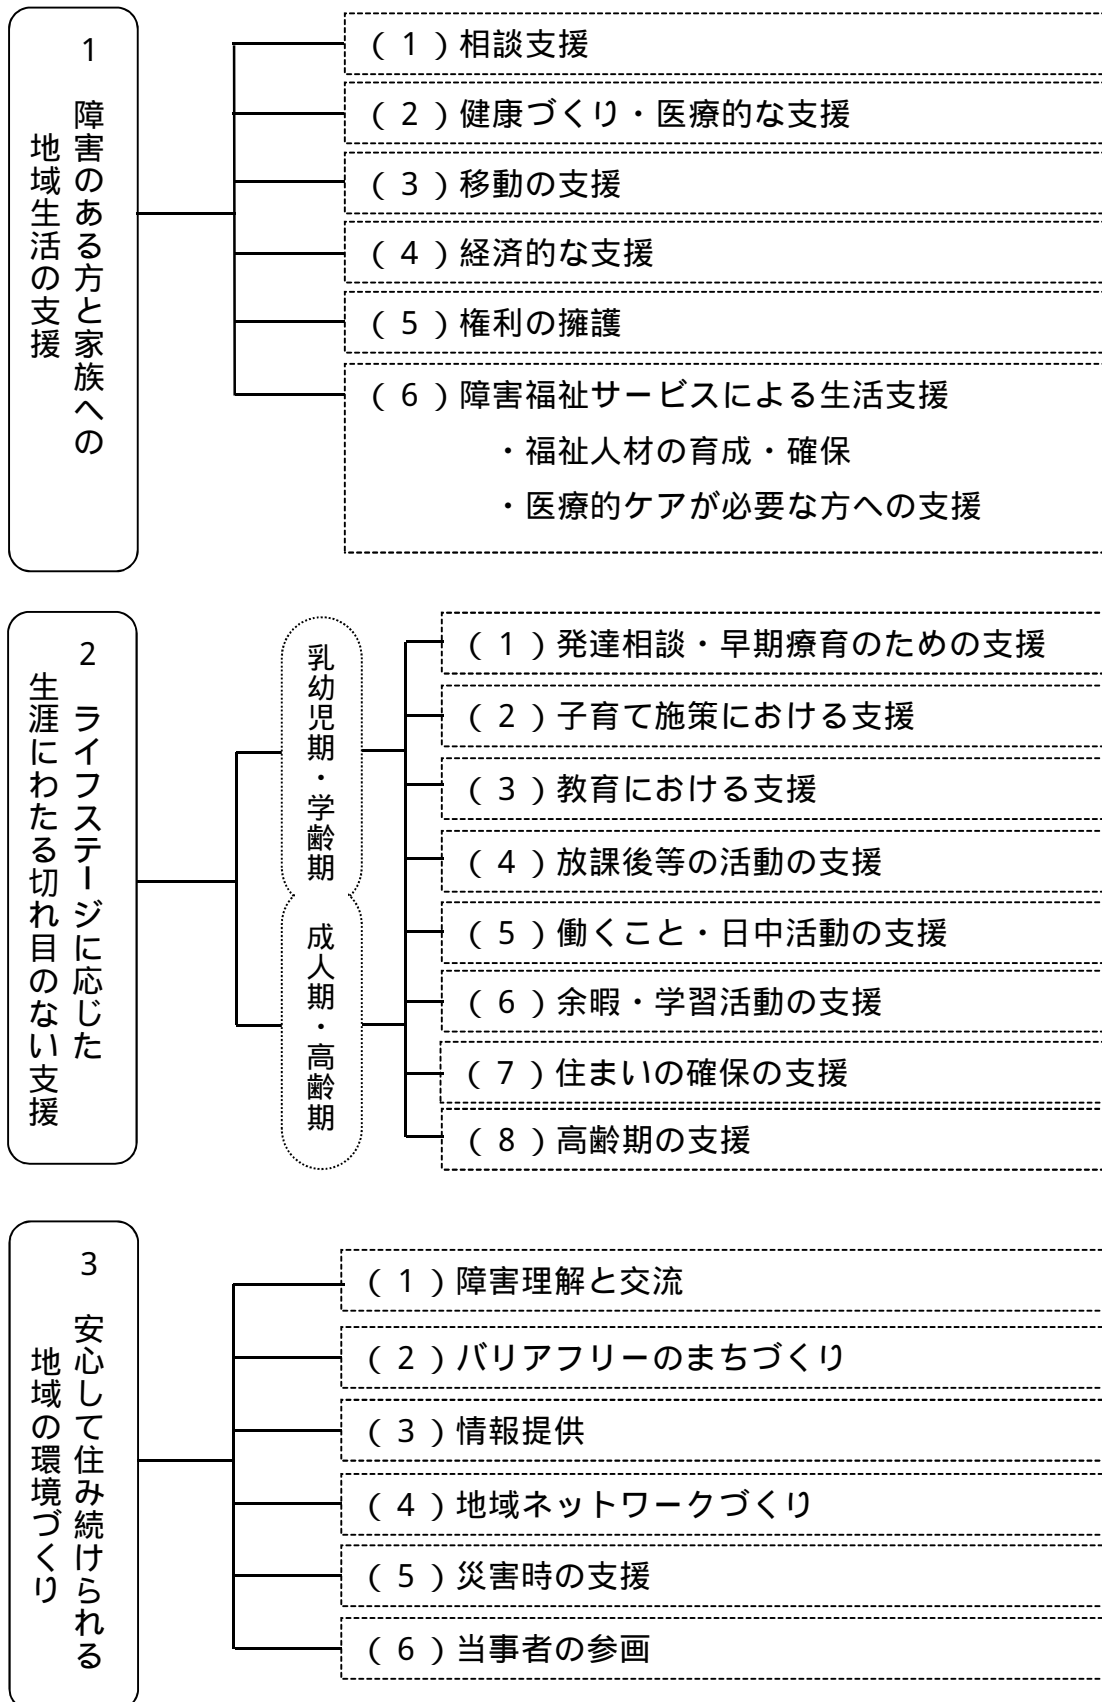 1 障害のある方と家族への
地域生活の支援
(1)相談支援
(2)健康づくり・医療的な支援
(3)移動の支援
(4)経済的な支援
(5)権利の擁護
(6)障害福祉サービスによる生活支援
・福祉人材の育成・確保
・医療的ケアが必要な方への支援
2 ライフステージに応じた
生涯にわたる切れ目のない支援
乳幼児期・学齢期
成人期・高齢期
(1)発達相談・早期療育のための支援
(2)子育て施策における支援
(3)教育における支援
(4)放課後等の活動の支援
(5)働くこと・日中活動の支援
(6)余暇・学習活動の支援
(7)住まいの確保の支援
(8)高齢期の支援
3 安心して住み続けられる
地域の環境づくり
(1)障害理解と交流
(2)バリアフリーのまちづくり
(3)情報提供
(4)地域ネットワークづくり
(5)災害時の支援
(6)当事者の参画